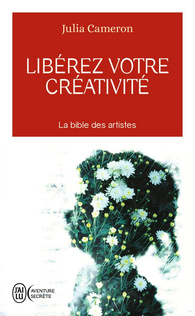 Julia Cameron
LIBÉREZ VOTRE
CRÉATIVITÉ
La bible des artistes
J'AI
LU
AVENTURE
SECRÈTE